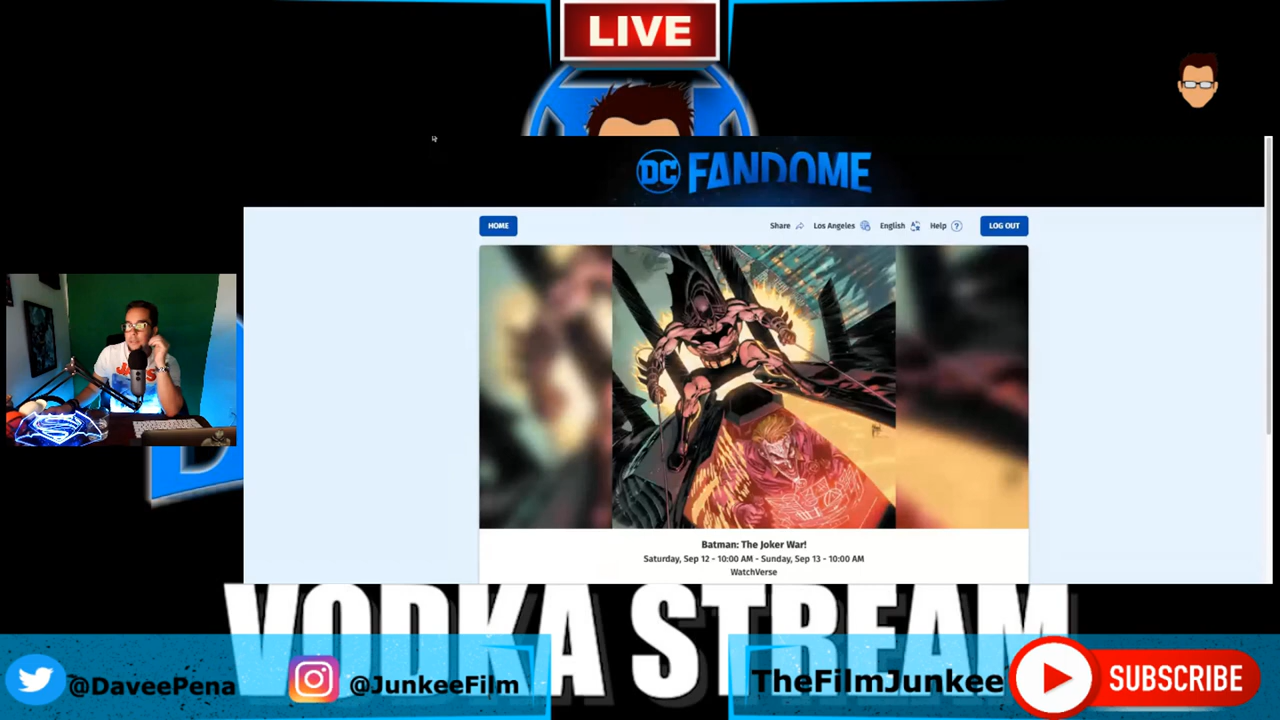 LIVE
DC FANDOME
HOME
Share
Los Angeles
English
Help
LOG OUT
Batman: The Joker War!
Saturday, Sep 12 - 10:00 AM - Sunday, Sep 13 - 10:00 AM
WatchVerse
VODKA STREAM
@DaveePena
@JunkeeFilm
TheFilmJunkee
SUBSCRIBE